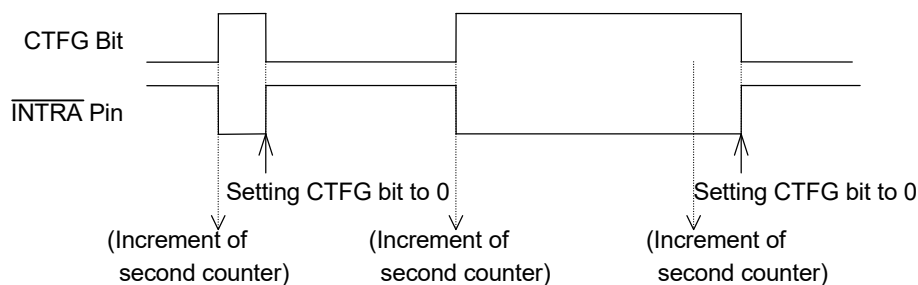 CTFG Bit
INTRA Pin
Setting CTFG bit to 0
Setting CTFG bit to 0
(Increment of
second counter)
(Increment of
second counter)
(Increment of
second counter)